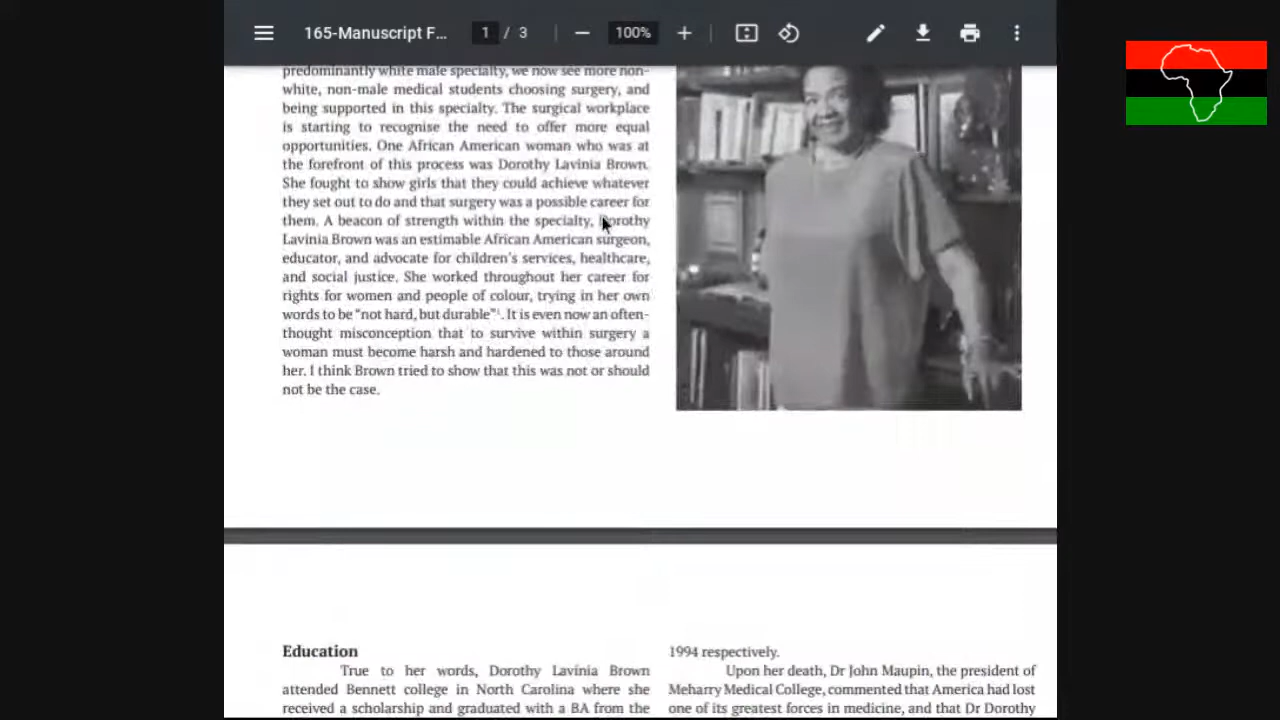 165-Manuscript F...
1 / 3
100%
predominantly white male specialty, we now see more non-
white, non-male medical students choosing surgery, and
being supported in this specialty. The surgical workplace
is starting to recognise the need to offer more equal
opportunities. One African American woman who was at
the forefront of this process was Dorothy Lavinia Brown.
She fought to show girls that they could achieve whatever
they set out to do and that surgery was a possible career for
them. A beacon of strength within the specialty, Dorothy
Lavinia Brown was an estimable African American surgeon,
educator, and advocate for children's services, healthcare,
and social justice. She worked throughout her career for
rights for women and people of colour, trying in her own
words to be "not hard, but durable"¹. It is even now an often-
thought misconception that to survive within surgery a
woman must become harsh and hardened to those around
her. I think Brown tried to show that this was not or should
not be the case.
Education
True to her words, Dorothy Lavinia Brown
attended Bennett college in North Carolina where she
received a scholarship and graduated with a BA from the
1994 respectively.
Upon her death, Dr John Maupin, the president of
Meharry Medical College, commented that America had lost
one of its greatest forces in medicine, and that Dr Dorothy